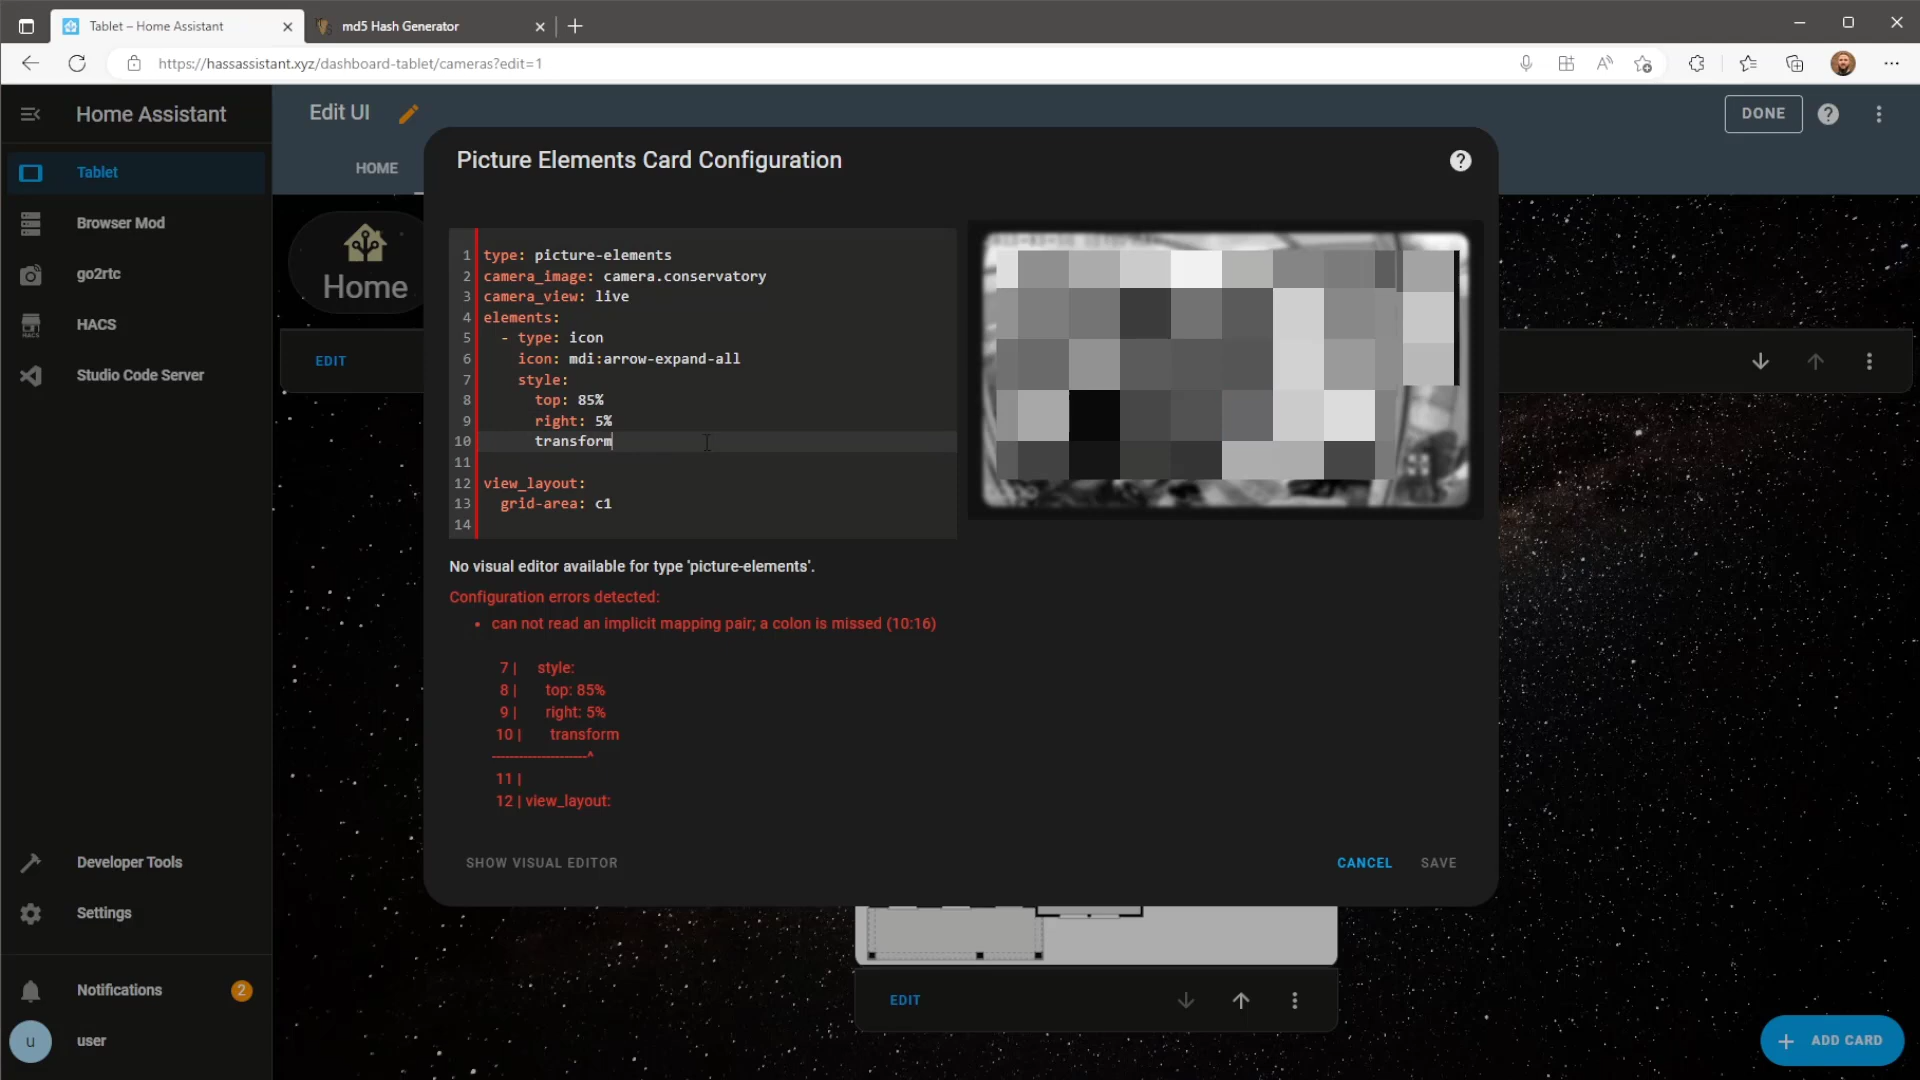 Tablet – Home Assistant
md5 Hash Generator
https://hassassistant.xyz/dashboard-tablet/cameras?edit=1
Home Assistant
Edit UI
DONE
Tablet
HOME
Browser Mod
go2rtc
HACS
Studio Code Server
Home
EDIT
Picture Elements Card Configuration
1 type: picture-elements
2 camera_image: camera.conservatory
3 camera_view: live
4 elements:
5 - type: icon
6 icon: mdi:arrow-expand-all
7 style:
8 top: 85%
9 right: 5%
10 transform
11
12 view_layout:
13 grid-area: c1
14
No visual editor available for type 'picture-elements'.
Configuration errors detected:
• can not read an implicit mapping pair; a colon is missed (10:16)
7 | style:
8 | top: 85%
9 | right: 5%
10 | transform
-----------------------^
11 |
12 | view_layout:
SHOW VISUAL EDITOR
CANCEL
SAVE
Developer Tools
Settings
Notifications
2
u
user
EDIT
ADD CARD